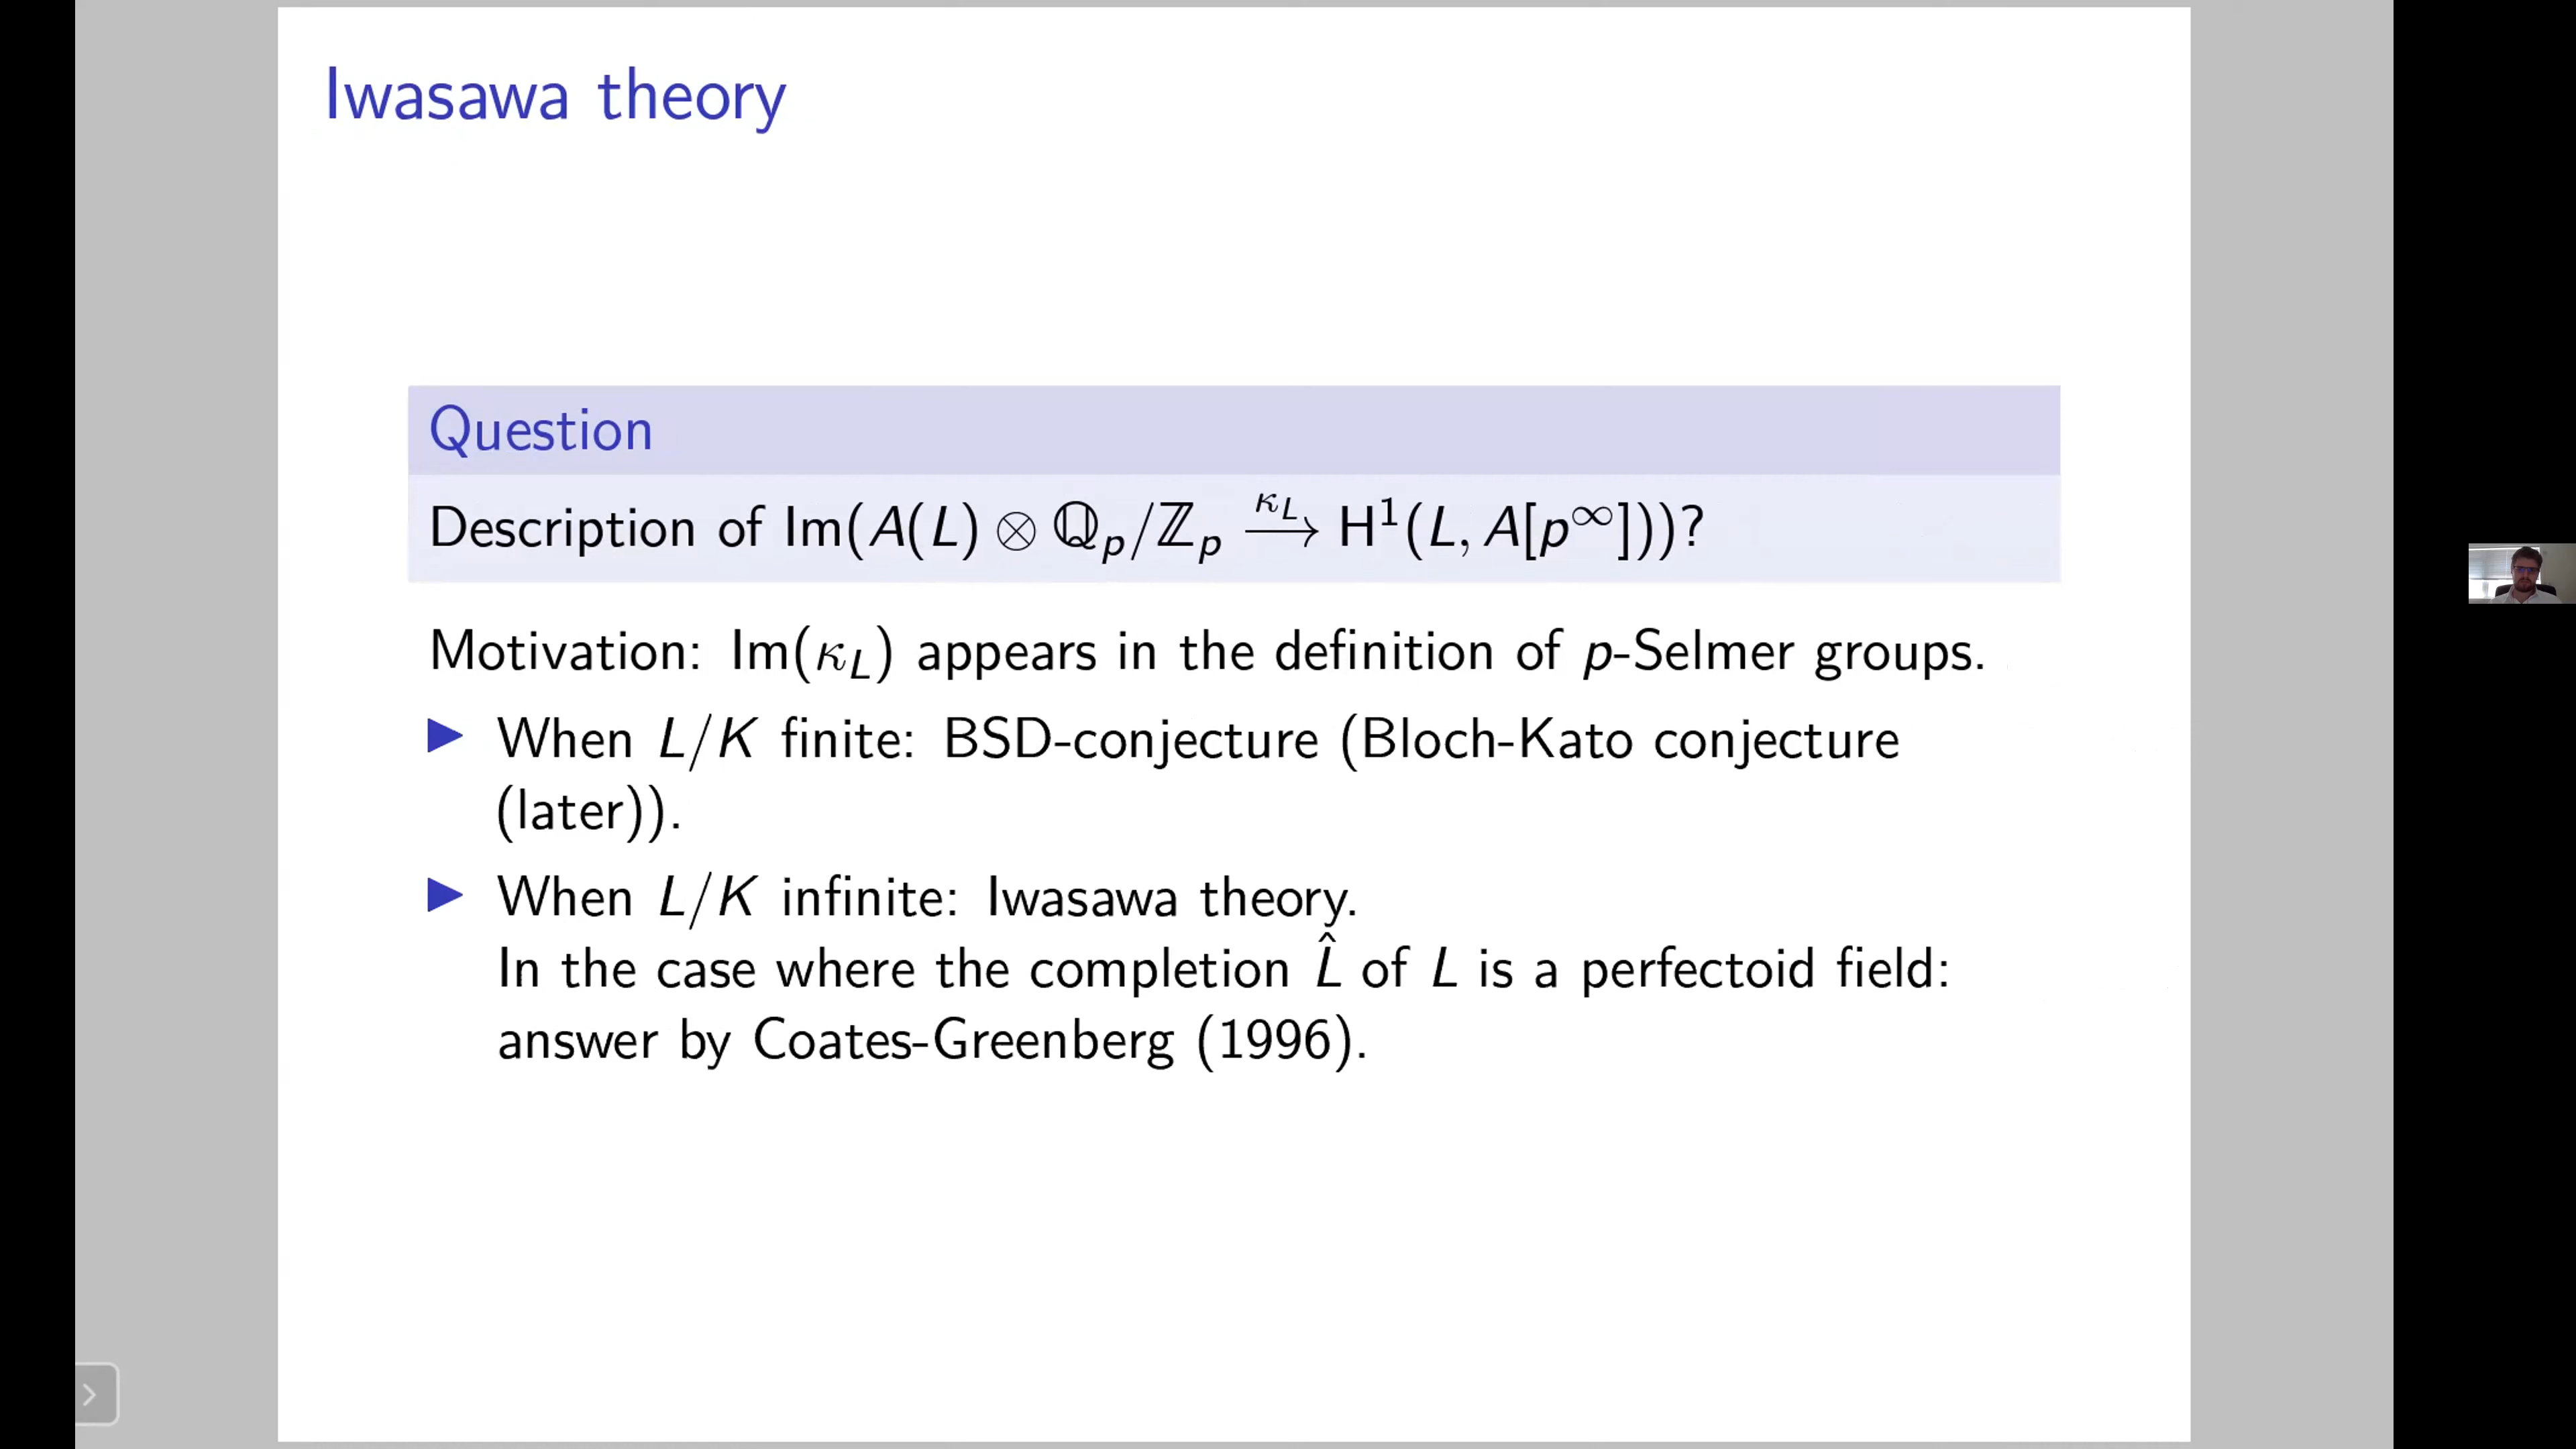 Iwasawa theory
Question
Description of Im(A(L) ⊗ ℚ_p/ℤ_p \xrightarrow{κ_L} H¹(L, A[p^∞]))?
Motivation: Im(κ_L) appears in the definition of p-Selmer groups.
▶ When L/K finite: BSD-conjecture (Bloch-Kato conjecture
(later)).
▶ When L/K infinite: Iwasawa theory.
In the case where the completion L̂ of L is a perfectoid field:
answer by Coates-Greenberg (1996).